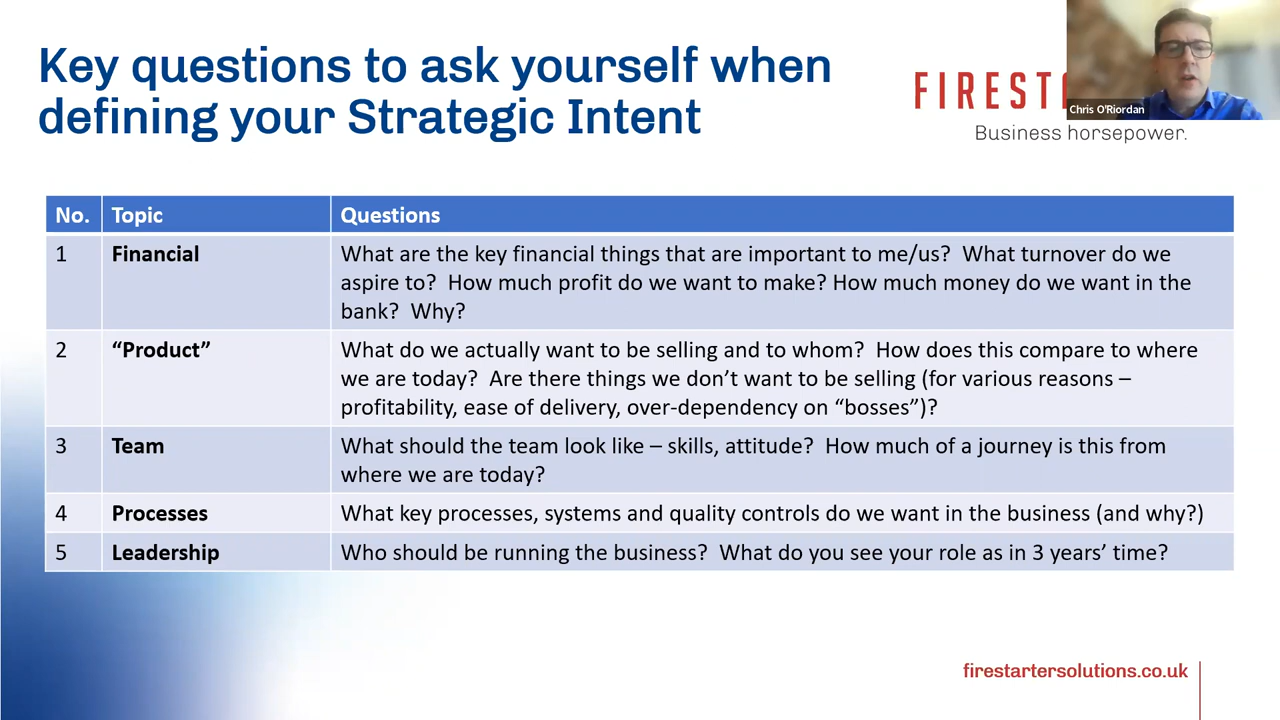 Key questions to ask yourself when
defining your Strategic Intent
FIREST
Chris O'Riordan
Business horsepower.
No. Topic Questions
1 Financial What are the key financial things that are important to me/us? What turnover do we
aspire to? How much profit do we want to make? How much money do we want in the
bank? Why?
2 “Product” What do we actually want to be selling and to whom? How does this compare to where
we are today? Are there things we don’t want to be selling (for various reasons –
profitability, ease of delivery, over-dependency on “bosses”)?
3 Team What should the team look like – skills, attitude? How much of a journey is this from
where we are today?
4 Processes What key processes, systems and quality controls do we want in the business (and why?)
5 Leadership Who should be running the business? What do you see your role as in 3 years’ time?
firestartersolutions.co.uk